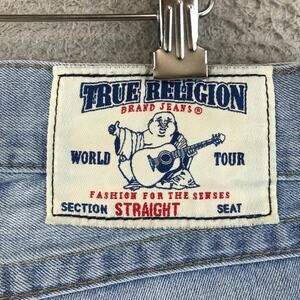 TRUE RELIGION
BRAND JEANS®
WORLD TOUR
FASHION FOR THE SENSES
SECTION STRAIGHT SEAT